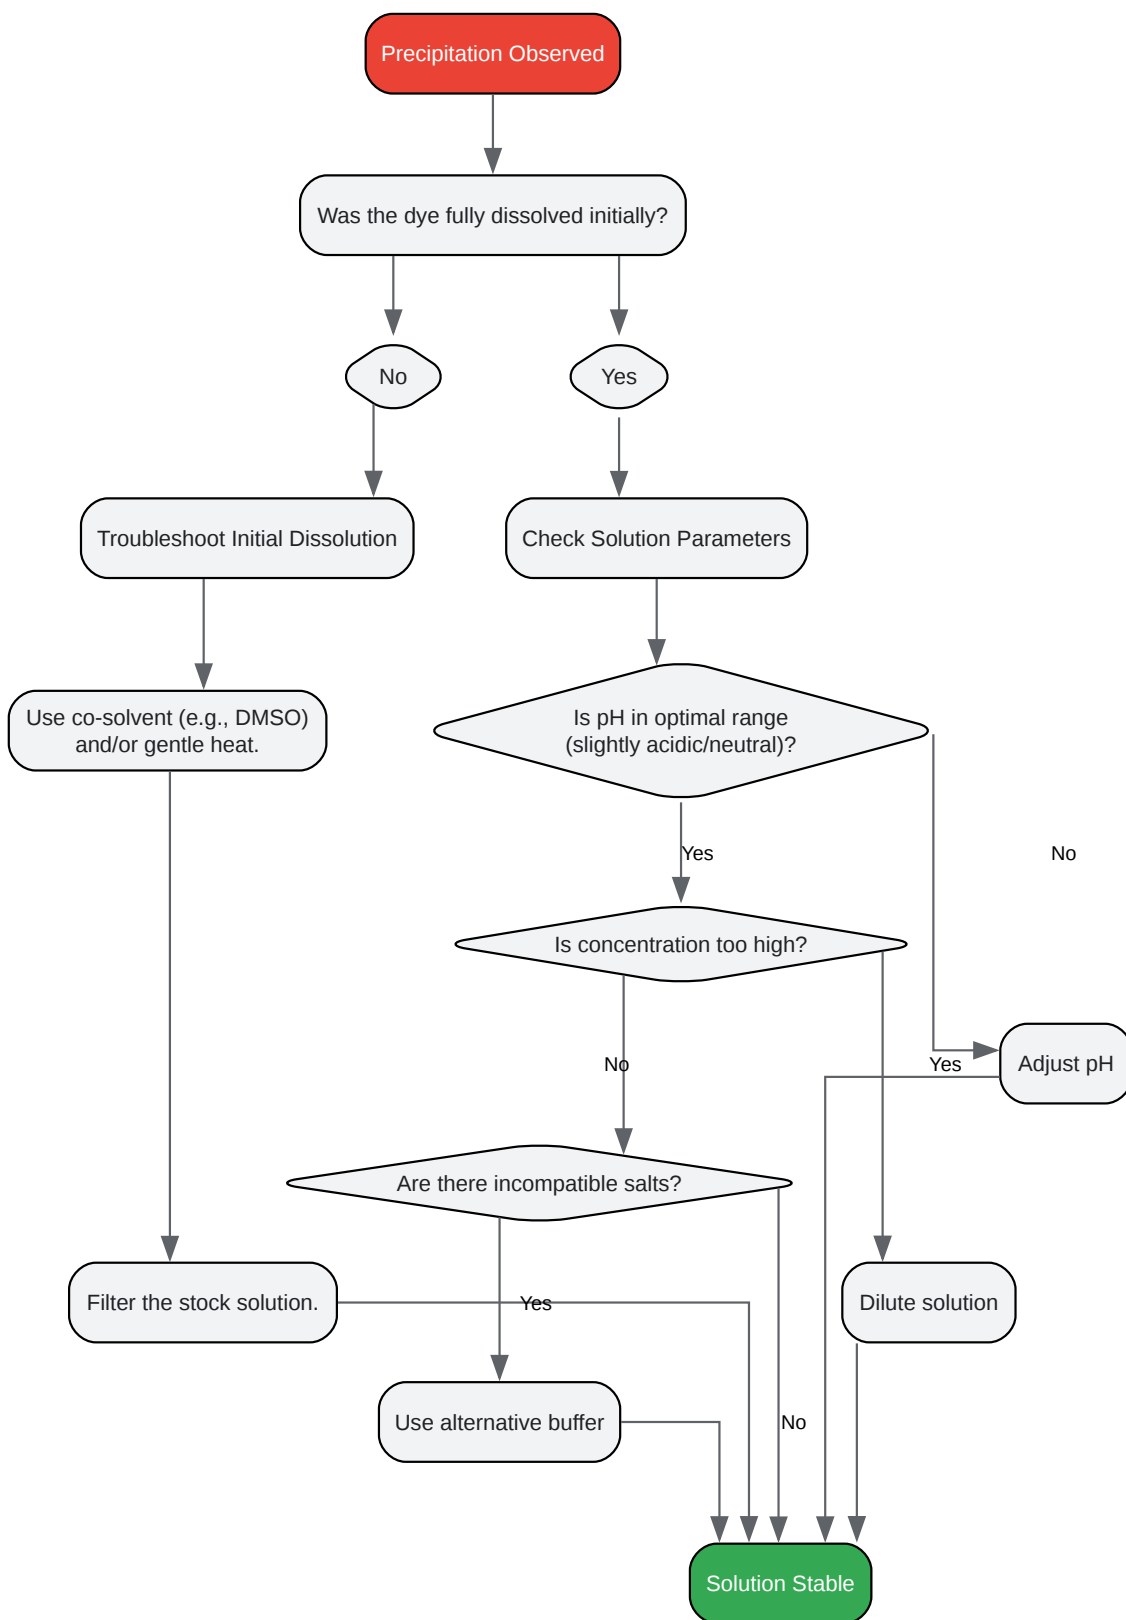 Precipitation Observed
Was the dye fully dissolved initially?
No
Yes
Troubleshoot Initial Dissolution
Check Solution Parameters
Use co-solvent (e.g., DMSO)
and/or gentle heat.
Is pH in optimal range
(slightly acidic/neutral)?
Yes
No
Is concentration too high?
No
Yes
Adjust pH
Are there incompatible salts?
Filter the stock solution.
Yes
Dilute solution
Use alternative buffer
No
Solution Stable